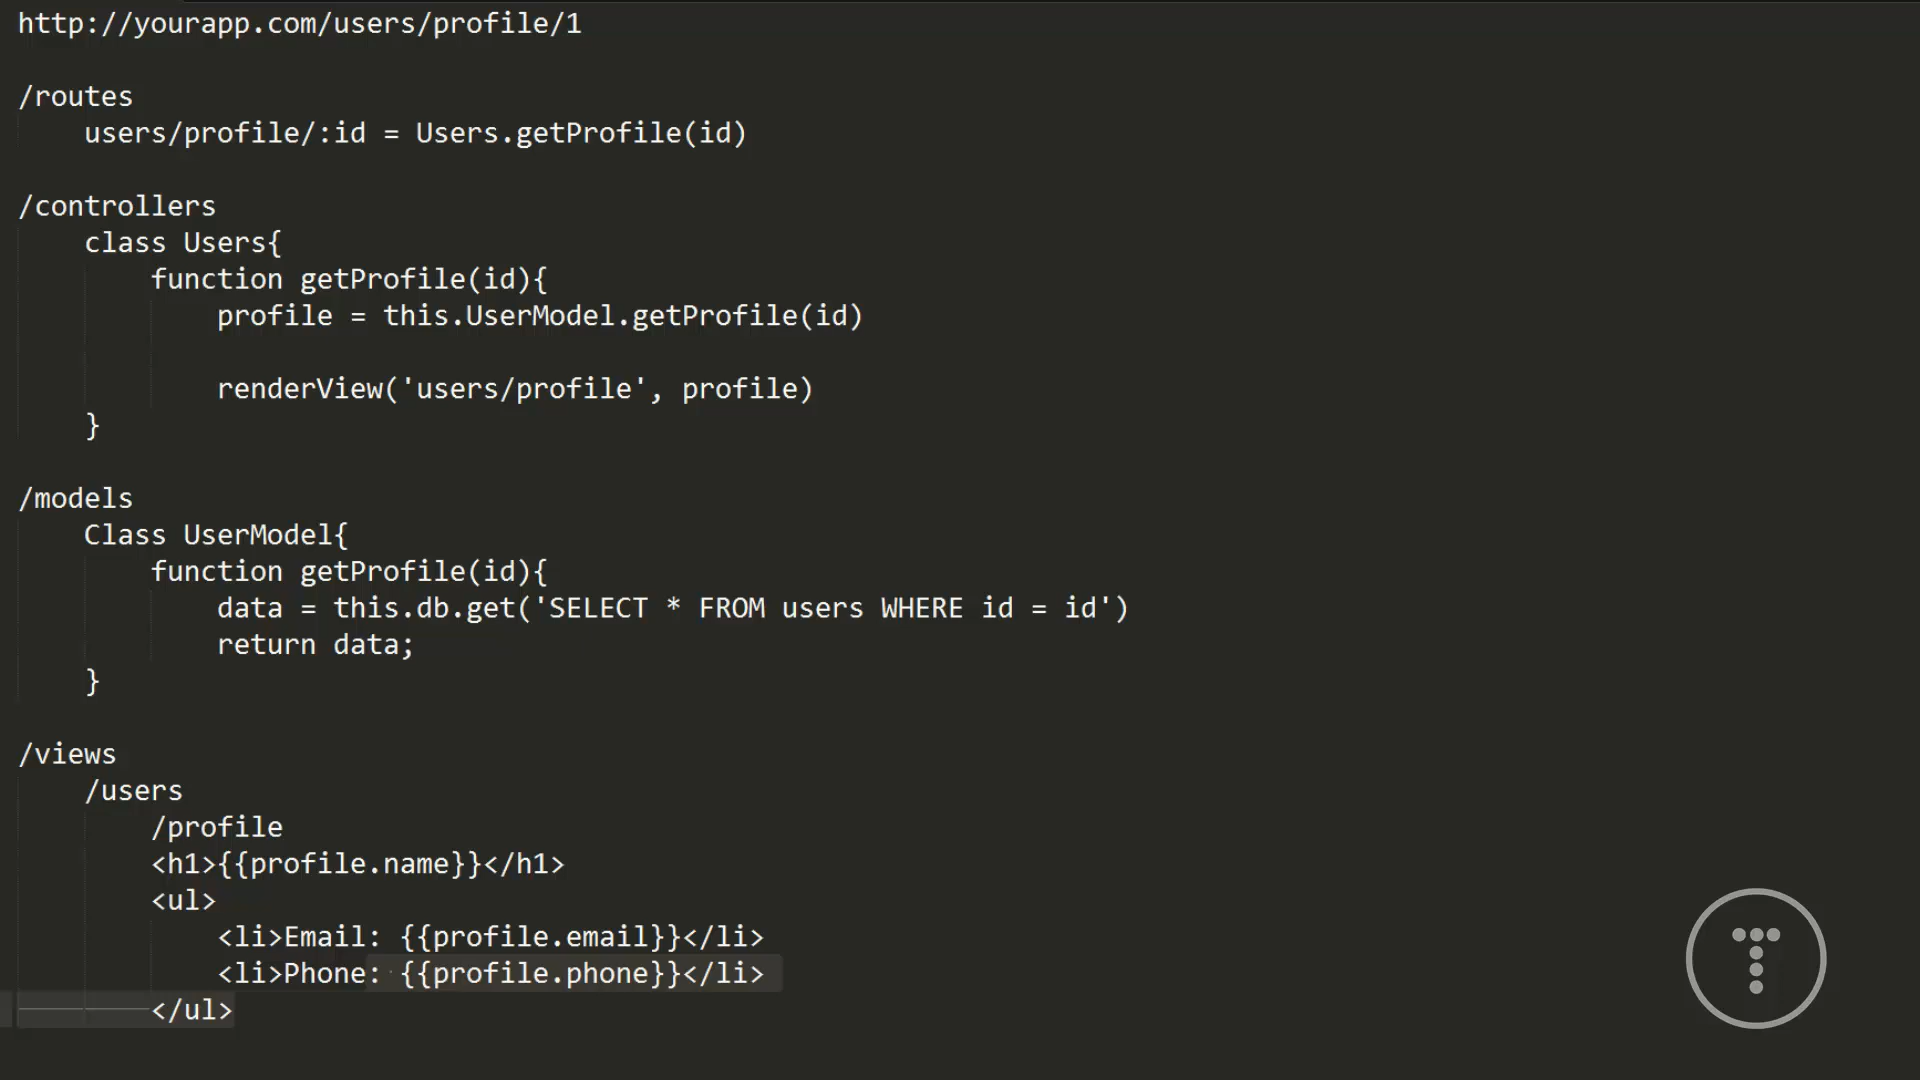 http://yourapp.com/users/profile/1
/routes
users/profile/:id = Users.getProfile(id)
/controllers
class Users{
function getProfile(id){
profile = this.UserModel.getProfile(id)
renderView('users/profile', profile)
}
/models
Class UserModel{
function getProfile(id){
data = this.db.get('SELECT * FROM users WHERE id = id')
return data;
}
/views
/users
/profile
<h1>{{profile.name}}</h1>
<ul>
<li>Email: {{profile.email}}</li>
<li>Phone: {{profile.phone}}</li>
</ul>
T